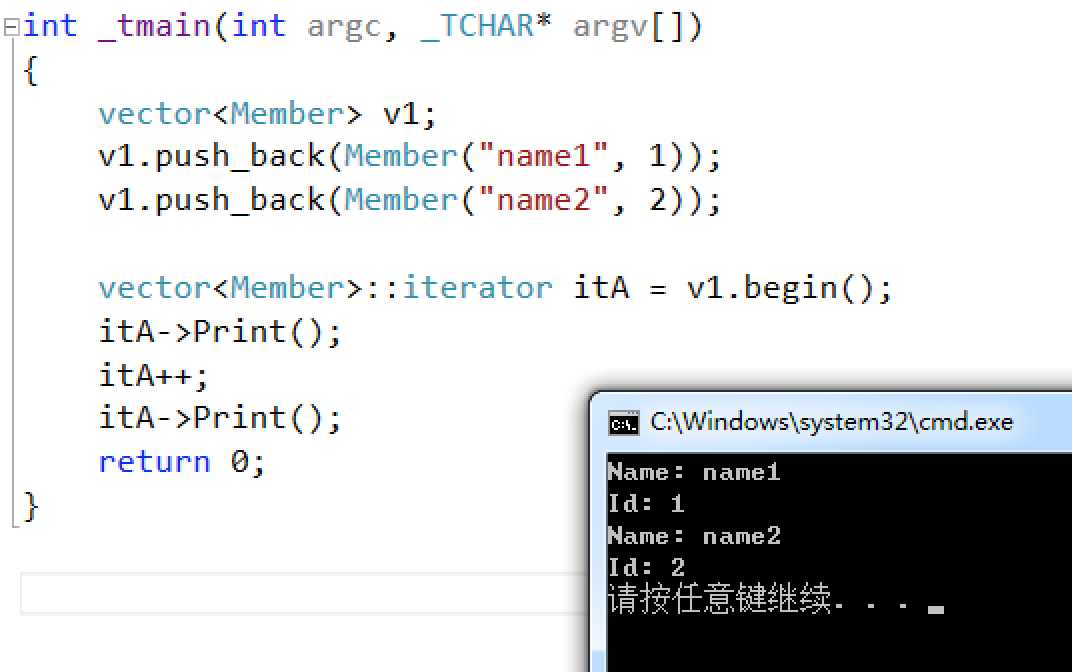 int _tmain(int argc, _TCHAR* argv[])
{
    vector<Member> v1;
    v1.push_back(Member("name1", 1));
    v1.push_back(Member("name2", 2));

    vector<Member>::iterator itA = v1.begin();
    itA->Print();
    itA++;
    itA->Print();
    return 0;
}
C:\Windows\system32\cmd.exe
Name: name1
Id: 1
Name: name2
Id: 2
请按任意键继续. . .